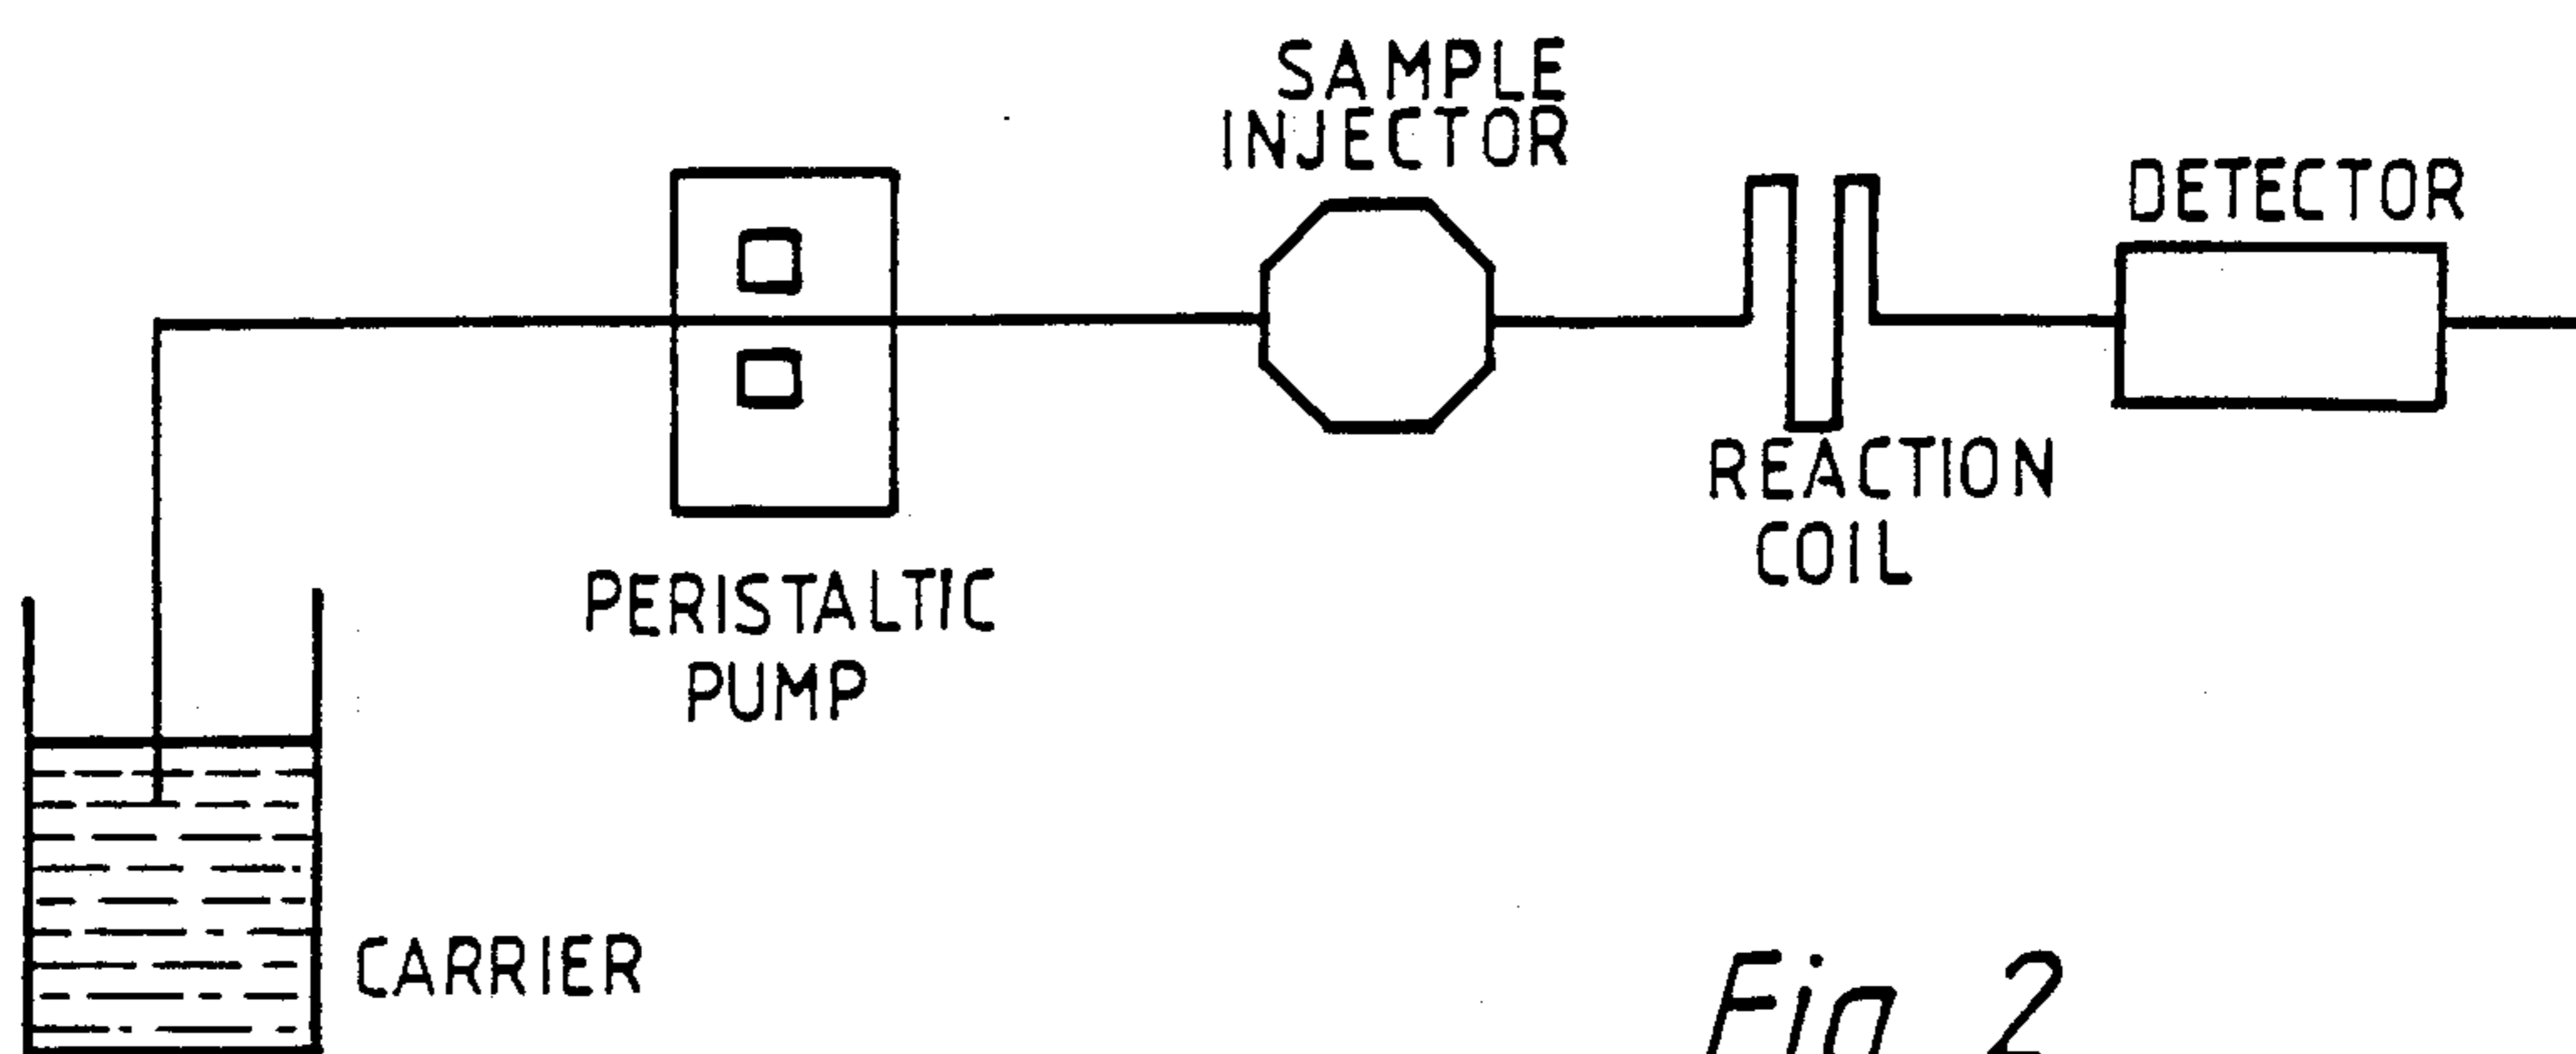 SAMPLE
INJECTOR
DETECTOR
REACTION
COIL
PERISTALTIC
PUMP
CARRIER
Fig 2